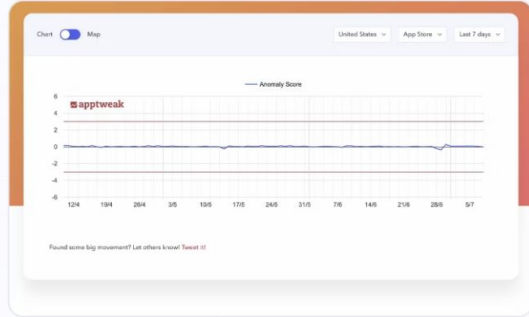 Chart Map United States App Store Last 7 days
Anomaly Score
apptweak
6
4
2
0
-2
-4
-6
12/4 19/4 26/4 3/5 10/5 17/5 24/5 31/5 7/6 14/6 21/6 28/6 5/7
Found some big movement? Let others know! Tweet it!